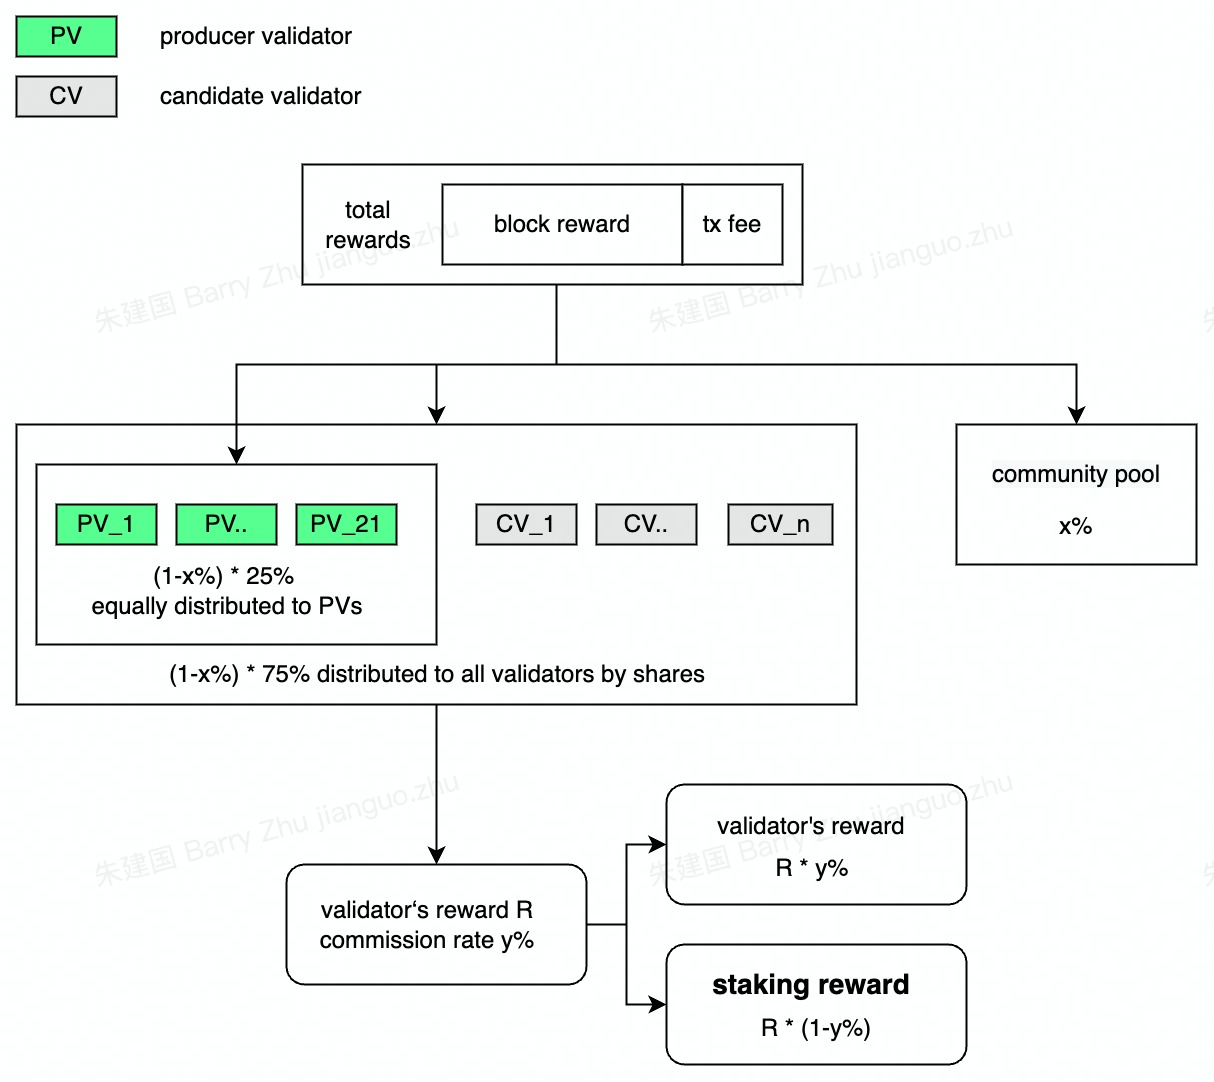 PV
producer validator
CV
candidate validator
total
rewards
block reward
tx fee
朱建国 Barry Zhu jianguo.zhu
朱建国 Barry Zhu jianguo.zhu
community pool
x%
PV_1
PV..
PV_21
CV_1
CV..
CV_n
(1-x%) * 25%
equally distributed to PVs
(1-x%) * 75% distributed to all validators by shares
朱建国 Barry Zhu jianguo.zhu
朱建国 Barry Zhu jianguo.zhu
validator‘s reward R
commission rate y%
validator's reward
R * y%
staking reward
R * (1-y%)